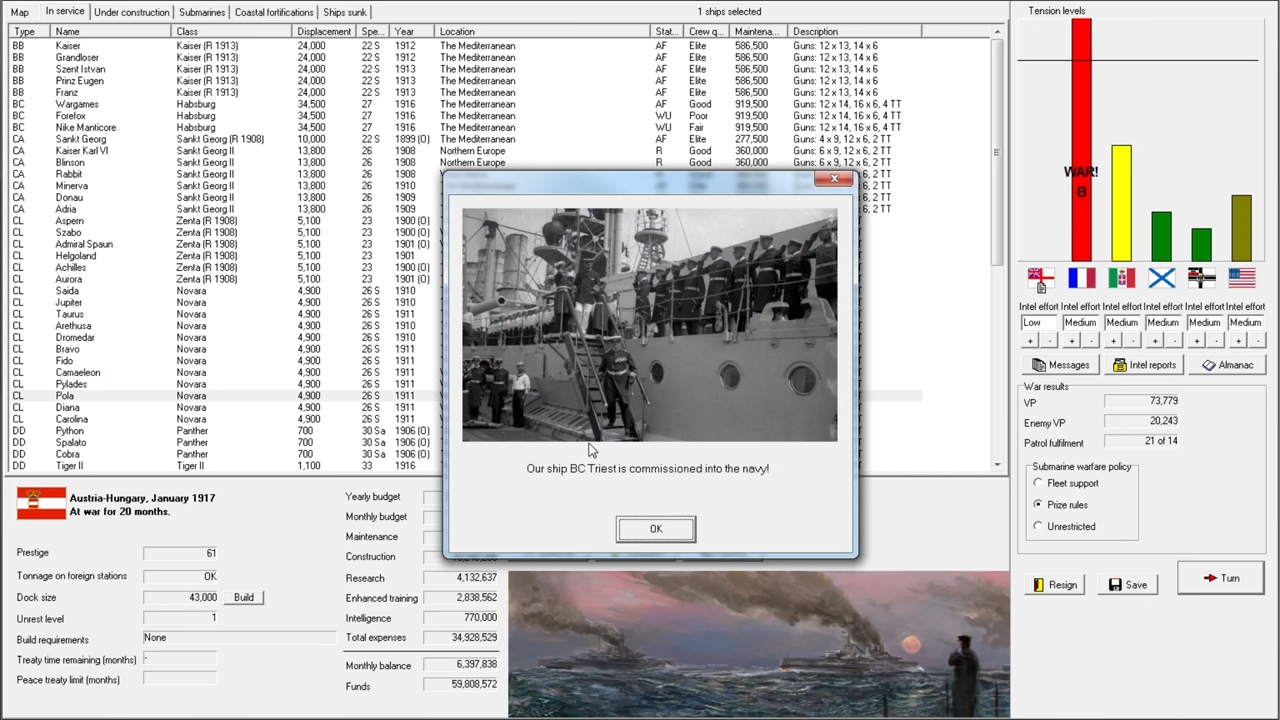 Map In service Under construction Submarines Coastal fortifications Ships sunk 1 ships selected
Type Name Class Displacement Spe... Year Location Stat... Crew q... Maintena... Description
BB Kaiser Kaiser (R 1913) 24,000 22 S 1912 The Mediterranean AF Elite 586,500 Guns: 12 x 13, 14 x 6
BB Grandloser Kaiser (R 1913) 24,000 22 S 1912 The Mediterranean AF Elite 586,500 Guns: 12 x 13, 14 x 6
BB Szent Istvan Kaiser (R 1913) 24,000 22 S 1913 The Mediterranean AF Elite 586,500 Guns: 12 x 13, 14 x 6
BB Prinz Eugen Kaiser (R 1913) 24,000 22 S 1913 The Mediterranean AF Elite 586,500 Guns: 12 x 13, 14 x 6
BB Franz Kaiser (R 1913) 24,000 22 S 1913 The Mediterranean AF Elite 586,500 Guns: 12 x 13, 14 x 6
BC Wargames Habsburg 34,500 27 1916 The Mediterranean AF Good 919,500 Guns: 12 x 14, 16 x 6, 4 TT
BC Forefox Habsburg 34,500 27 1916 The Mediterranean WU Poor 919,500 Guns: 12 x 14, 16 x 6, 4 TT
BC Nike Manticore Habsburg 34,500 27 1916 The Mediterranean WU Fair 919,500 Guns: 12 x 14, 16 x 6, 4 TT
CA Sankt Georg Sankt Georg (R 1908) 10,000 22 S 1899 (O) The Mediterranean AF Elite 277,500 Guns: 4 x 9, 12 x 6, 2 TT
CA Kaiser Karl VI Sankt Georg II 13,800 26 1908 Northern Europe R Good 360,000 Guns: 6 x 9, 12 x 6, 2 TT
CA Blinson Sankt Georg II 13,800 26 1908 Northern Europe R Good 360,000 Guns: 6 x 9, 12 x 6, 2 TT
CA Rabbit Sankt Georg II 13,800 26 1908 x 6, 2 TT
CA Minerva Sankt Georg II 13,800 26 1909 x 6, 2 TT
CA Donau Sankt Georg II 13,800 26 1909 x 6, 2 TT
CA Adria Sankt Georg II 13,800 26 1909 x 6, 2 TT
CL Aspern Zenta (R 1908) 5,100 23 1900 (O)
CL Szabo Zenta (R 1908) 5,100 23 1900 (O)
CL Admiral Spaun Zenta (R 1908) 5,100 23 1901 (O)
CL Helgoland Zenta (R 1908) 5,100 23 1901
CL Achilles Zenta (R 1908) 5,100 23 1900 (O)
CL Aurora Zenta (R 1908) 5,100 23 1901 (O)
CL Saida Novara 4,900 26 S 1910
CL Jupiter Novara 4,900 26 S 1910
CL Taurus Novara 4,900 26 S 1911
CL Arethusa Novara 4,900 26 S 1910
CL Dromedar Novara 4,900 26 S 1910
CL Bravo Novara 4,900 26 S 1911
CL Fido Novara 4,900 26 S 1911
CL Camaeleon Novara 4,900 26 S 1911
CL Pylades Novara 4,900 26 S 1911
CL Pola Novara 4,900 26 S 1911
CL Diana Novara 4,900 26 S 1911
CL Carolina Novara 4,900 26 S 1911
DD Python Panther 700 30 Sa 1906 (O)
DD Spalato Panther 700 30 Sa 1906 (O)
DD Cobra Panther 700 30 Sa 1906 (O)
DD Tiger II Tiger II 1,100 33 1916
Our ship BC Triest is commissioned into the navy!
OK
Austria-Hungary, January 1917
At war for 20 months.
Prestige 61
Tonnage on foreign stations OK
Dock size 43,000 Build
Unrest level 1
Build requirements None
Treaty time remaining (months) -
Peace treaty limit (months)
Yearly budget
Monthly budget
Maintenance
Construction
Research 4,132,637
Enhanced training 2,838,562
Intelligence 770,000
Total expenses 34,928,529
Monthly balance 6,397,838
Funds 59,808,572
Tension levels
WAR!
B
Intel effort Intel effort Intel effort Intel effort Intel effort Intel effort
Low Medium Medium Medium Medium Medium
+ - + - + - + - + - + -
Messages Intel reports Almanac
War results
VP 73,779
Enemy VP 20,243
Patrol fulfilment 21 of 14
Submarine warfare policy
Fleet support
Prize rules
Unrestricted
Resign Save Turn